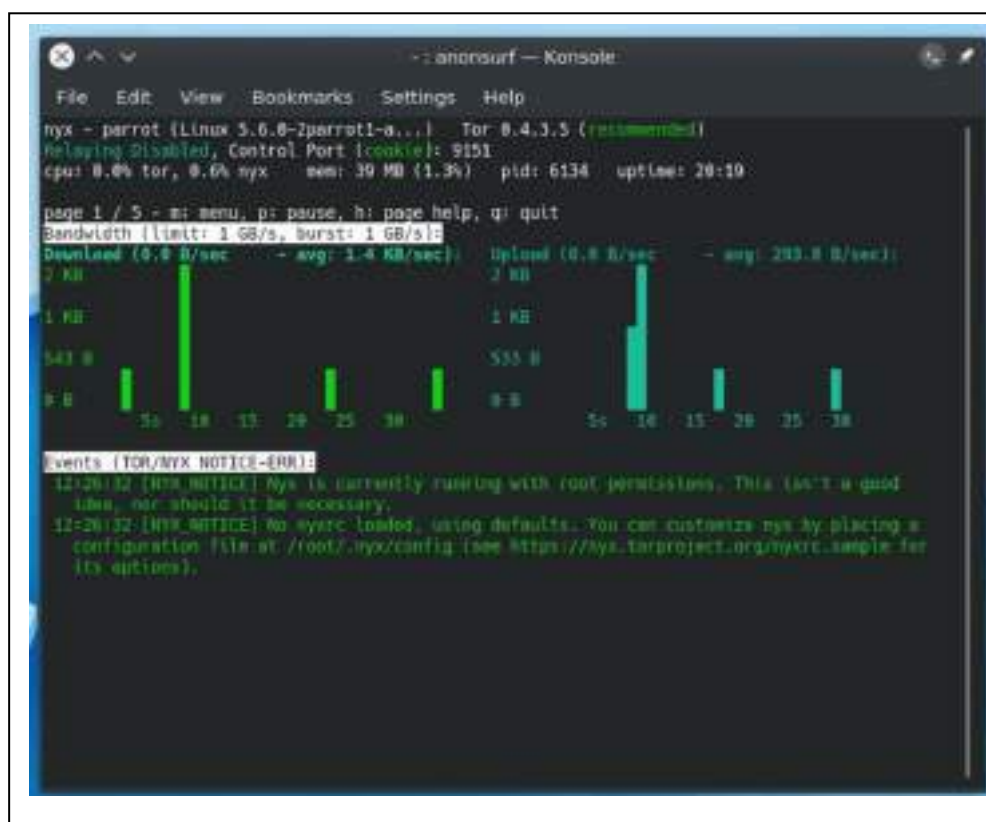 - : anonsurf — Konsole
File Edit View Bookmarks Settings Help
nyx - parrot (Linux 5.6.0-2parrot1-a...) Tor 0.4.3.5 (recommended)
Relaying Disabled, Control Port (cookie): 9151
cpu: 0.0% tor, 0.6% nyx mem: 39 MB (1.3%) pid: 6134 uptime: 20:19
page 1 / 5 - m: menu, p: pause, h: page help, q: quit
Bandwidth (limit: 1 GB/s, burst: 1 GB/s):
Download (0.0 B/sec - avg: 1.4 KB/sec): Upload (0.0 B/sec - avg: 293.0 B/sec):
2 KB 2 KB
1 KB 1 KB
543 B 533 B
0 B 0 B
5s 10 15 20 25 30 5s 10 15 20 25 30
Events (TOR/NYX NOTICE-ERR):
12:26:32 [NYX_NOTICE] Nyx is currently running with root permissions. This isn't a good
idea, nor should it be necessary.
12:26:32 [NYX_NOTICE] No nyxrc loaded, using defaults. You can customize nyx by placing a
configuration file at /root/.nyx/config (see https://nyx.torproject.org/nyxrc.sample for
its options).